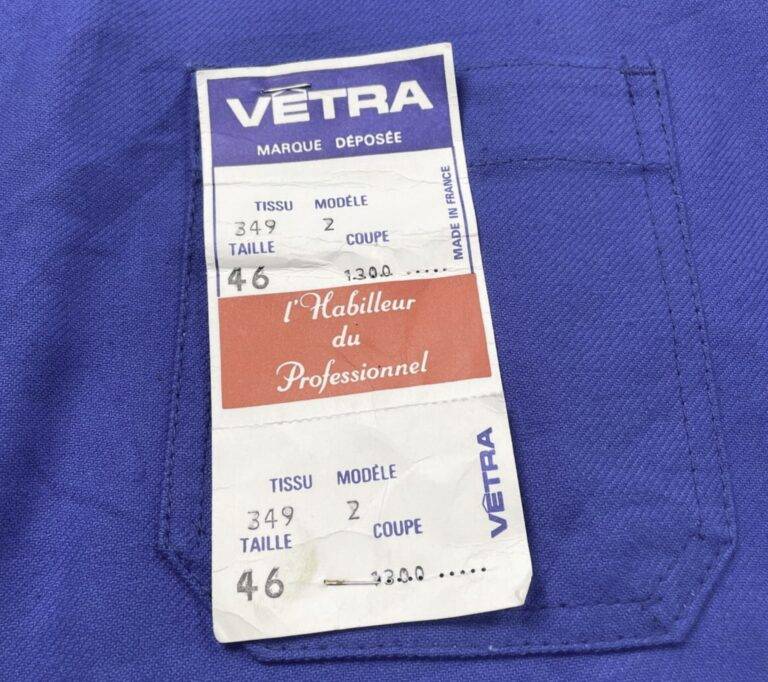 VÊTRA
MARQUE DÉPOSÉE
TISSU MODÈLE
349 2
TAILLE COUPE
46 1300 .....
MADE IN FRANCE
l'Habilleur
du
Professionnel
TISSU MODÈLE
349 2
TAILLE COUPE
46 1300 .....
VÊTRA